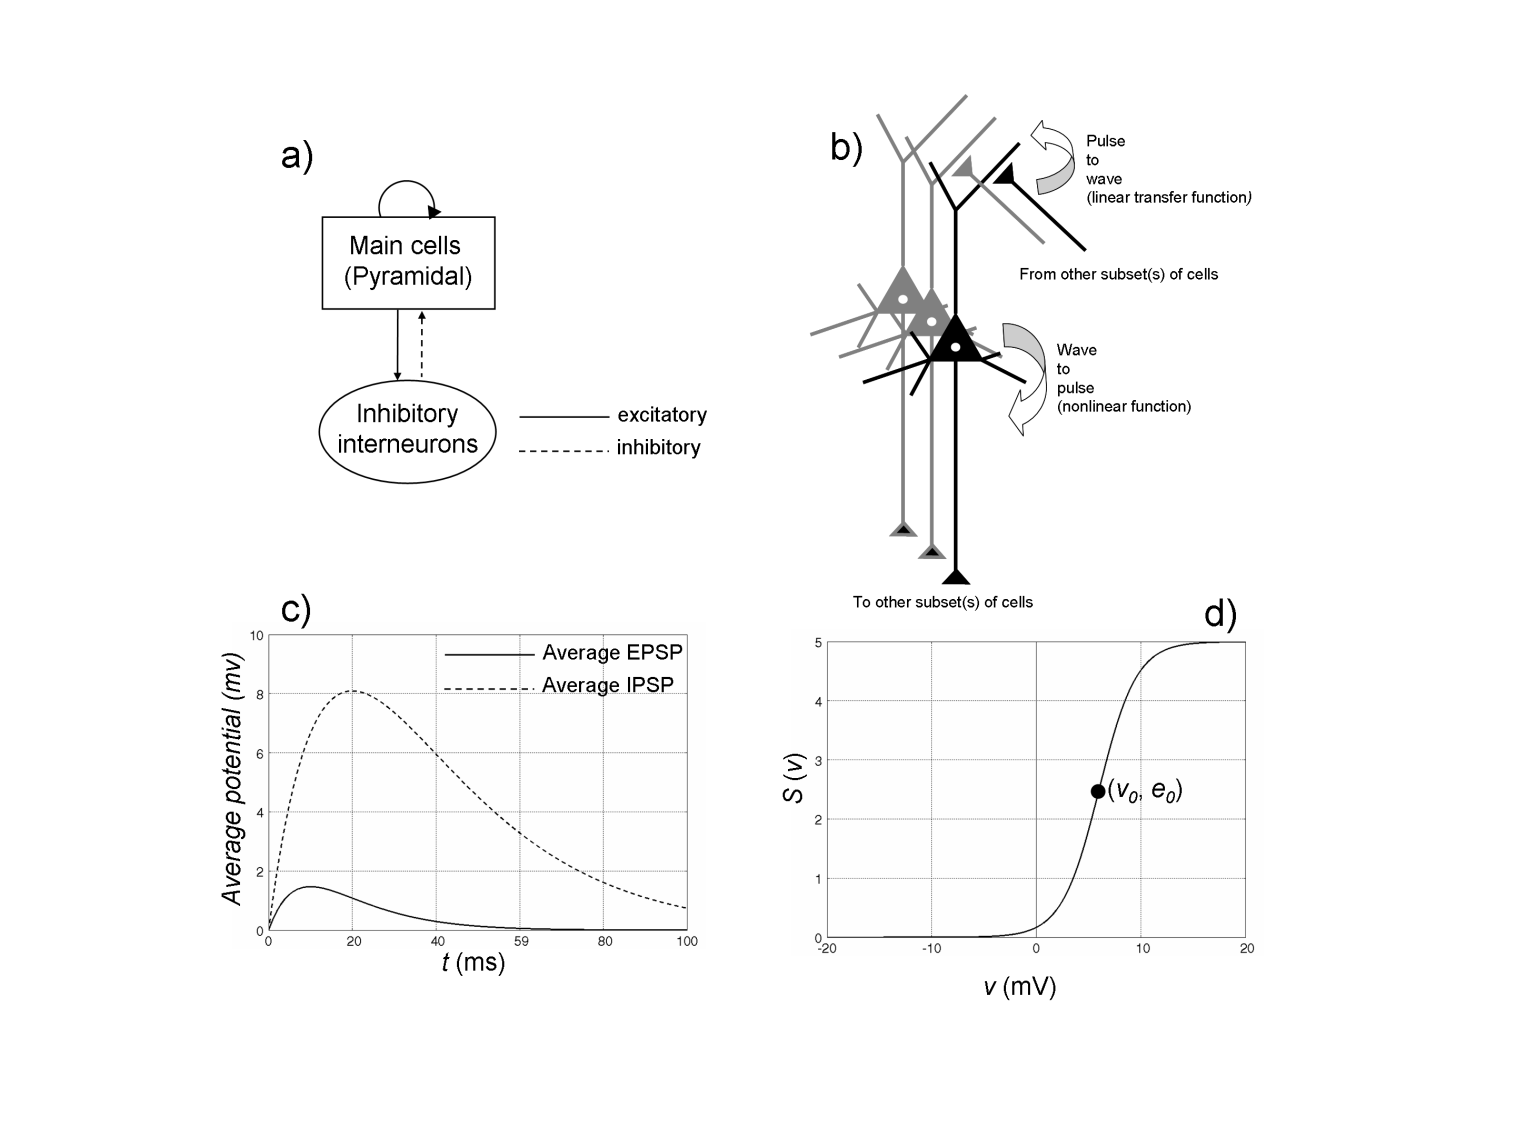 a)
Main cells
(Pyramidal)
Inhibitory
interneurons
excitatory
inhibitory
b)
Pulse
to
wave
(linear transfer function)
From other subset(s) of cells
Wave
to
pulse
(nonlinear function)
To other subset(s) of cells
c)
Average potential (mv)
10
8
6
4
2
0
Average EPSP
Average IPSP
0 20 40 59 80 100
t (ms)
d)
S (v)
5
4
3
2
1
0
(v0, e0)
-20 -10 0 10 20
v (mV)